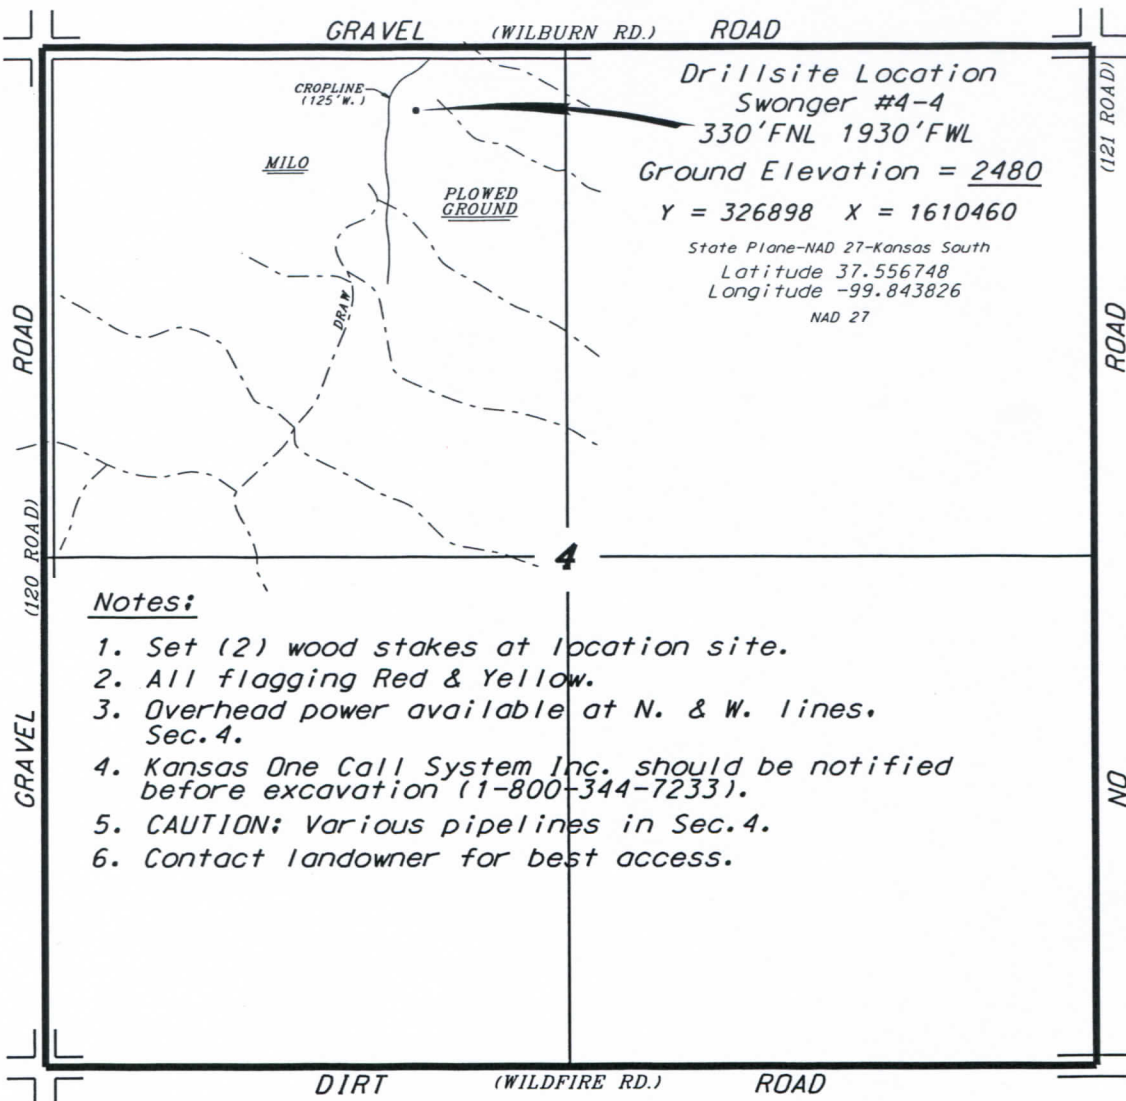 GRAVEL (WILBURN RD.) ROAD
Drillsite Location
Swonger #4-4
330'FNL 1930'FWL
Ground Elevation = 2480
Y = 326898 X = 1610460
State Plane-NAD 27-Kansas South
Latitude 37.556748
Longitude -99.843826
NAD 27
CROPLINE
(125'W.)
MILO
PLOWED
GROUND
DRAW
ROAD
(120 ROAD)
GRAVEL
(121 ROAD)
ROAD
NO
4
Notes:
1. Set (2) wood stakes at location site.
2. All flagging Red & Yellow.
3. Overhead power available at N. & W. lines.
Sec.4.
4. Kansas One Call System Inc. should be notified
before excavation (1-800-344-7233).
5. CAUTION: Various pipelines in Sec.4.
6. Contact landowner for best access.
DIRT (WILDFIRE RD.) ROAD